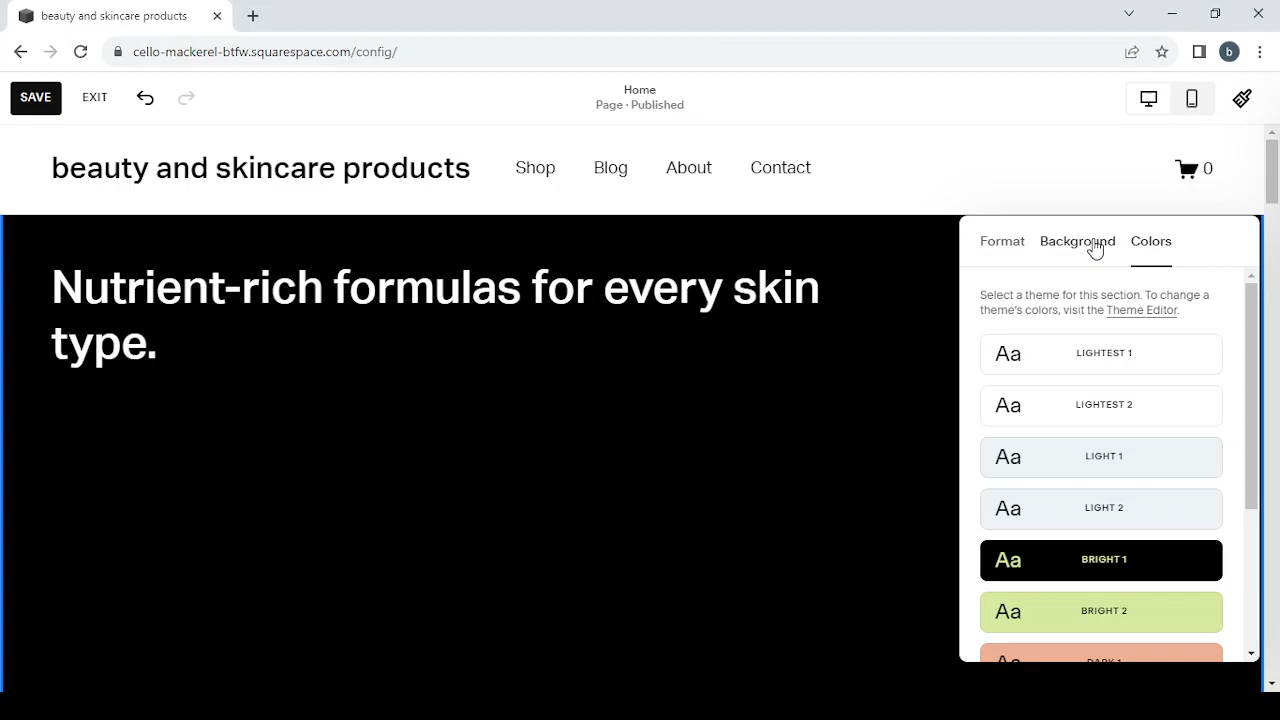 beauty and skincare products
cello-mackerel-btfw.squarespace.com/config/
b
SAVE EXIT
Home
Page · Published
beauty and skincare products Shop Blog About Contact 0
Nutrient-rich formulas for every skin
type.
Format Background Colors
Select a theme for this section. To change a
theme's colors, visit the Theme Editor.
Aa LIGHTEST 1
Aa LIGHTEST 2
Aa LIGHT 1
Aa LIGHT 2
Aa BRIGHT 1
Aa BRIGHT 2
Aa DARK 1